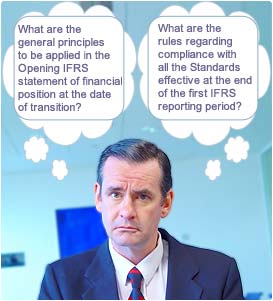 What are the
general principles
to be applied in the
Opening IFRS
statement of financial
position at the date
of transition?
What are the
rules regarding
compliance with
all the Standards
effective at the end
of the first IFRS
reporting period?